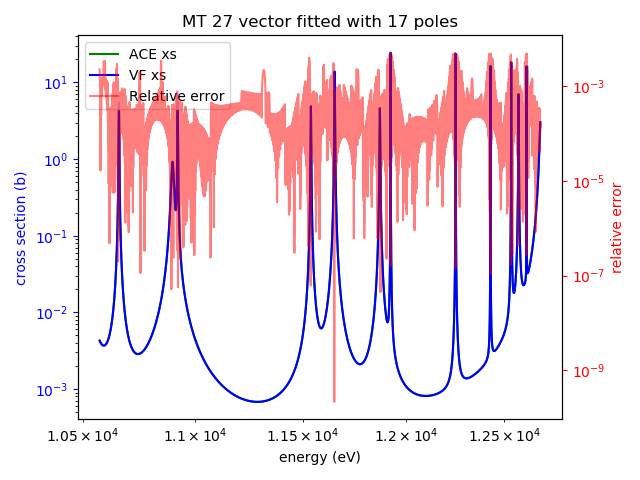 MT 27 vector fitted with 17 poles
ACE xs
VF xs
Relative error
10¹
10⁰
10⁻¹
10⁻²
10⁻³
cross section (b)
10⁻³
10⁻⁵
10⁻⁷
10⁻⁹
relative error
1.05×10⁴ 1.1×10⁴ 1.15×10⁴ 1.2×10⁴ 1.25×10⁴
energy (eV)